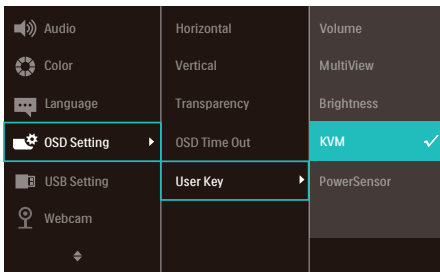 Audio
Color
Language
OSD Setting
USB Setting
Webcam
Horizontal
Vertical
Transparency
OSD Time Out
User Key
Volume
MultiView
Brightness
KVM
PowerSensor